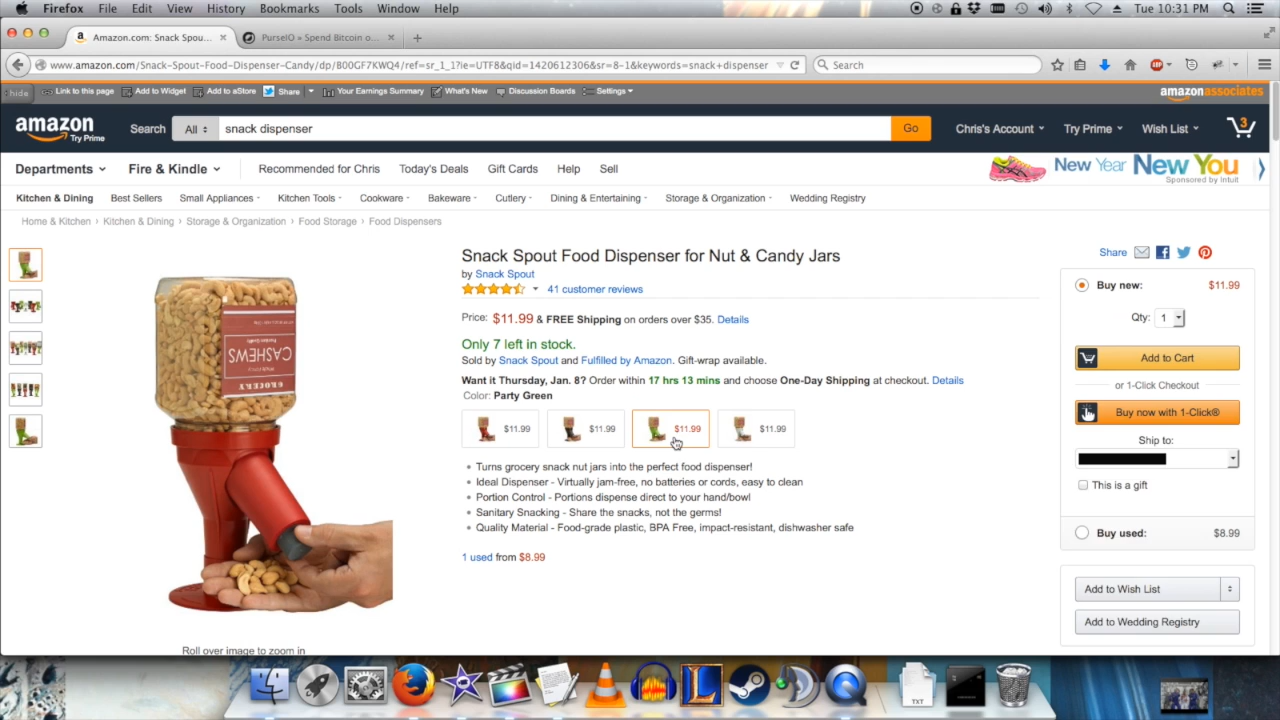 Firefox File Edit View History Bookmarks Tools Window Help Tue 10:31 PM
Amazon.com: Snack Spou... PurseIO » Spend Bitcoin o...
www.amazon.com/Snack-Spout-Food-Dispenser-Candy/dp/B00GF7KWQ4/ref=sr_1_1?ie=UTF8&qid=1420612306&sr=8-1&keywords=snack+dispenser Search
hide Link to this page Add to Widget Add to aStore Share Your Earnings Summary What's New Discussion Boards Settings amazonassociates
amazon Try Prime Search All snack dispenser Go Chris's Account Try Prime Wish List 3
Departments Fire & Kindle Recommended for Chris Today's Deals Gift Cards Help Sell New Year New You
Sponsored by Intuit
Kitchen & Dining Best Sellers Small Appliances Kitchen Tools Cookware Bakeware Cutlery Dining & Entertaining Storage & Organization Wedding Registry
Home & Kitchen › Kitchen & Dining › Storage & Organization › Food Storage › Food Dispensers
Snack Spout Food Dispenser for Nut & Candy Jars
by Snack Spout
41 customer reviews
Price: $11.99 & FREE Shipping on orders over $35. Details
Only 7 left in stock.
Sold by Snack Spout and Fulfilled by Amazon. Gift-wrap available.
Want it Thursday, Jan. 8? Order within 17 hrs 13 mins and choose One-Day Shipping at checkout. Details
Color: Party Green
$11.99 $11.99 $11.99 $11.99
• Turns grocery snack nut jars into the perfect food dispenser!
• Ideal Dispenser - Virtually jam-free, no batteries or cords, easy to clean
• Portion Control - Portions dispense direct to your hand/bowl
• Sanitary Snacking - Share the snacks, not the germs!
• Quality Material - Food-grade plastic, BPA Free, impact-resistant, dishwasher safe
1 used from $8.99
CASHEWS
GROCERY
Roll over image to zoom in
Share
Buy new: $11.99
Qty: 1
Add to Cart
or 1-Click Checkout
Buy now with 1-Click®
Ship to:
This is a gift
Buy used: $8.99
Add to Wish List
Add to Wedding Registry
TXT